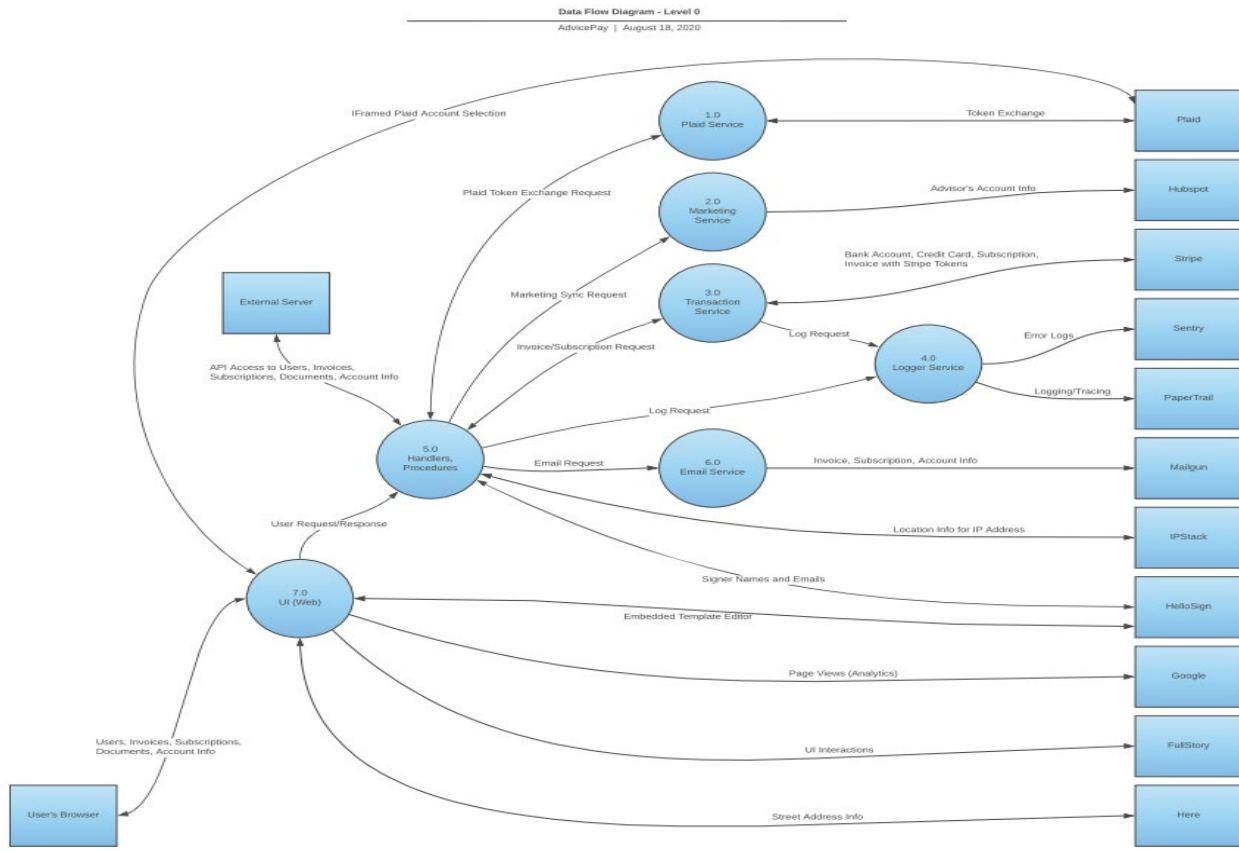 Data Flow Diagram - Level 0
AdvicePay | August 18, 2020
IFramed Plaid Account Selection
1.0
Plaid Service
Token Exchange
Plaid
Plaid Token Exchange Request
2.0
Marketing
Service
Advisor's Account Info
Hubspot
Marketing Sync Request
Bank Account, Credit Card, Subscription,
Invoice with Stripe Tokens
Stripe
3.0
Transaction
Service
External Server
Invoice/Subscription Request
Log Request
4.0
Logger Service
Error Logs
Sentry
API Access to Users, Invoices,
Subscriptions, Documents, Account Info
Logging/Tracing
PaperTrail
Log Request
5.0
Handlers,
Procedures
Email Request
6.0
Email Service
Invoice, Subscription, Account Info
Mailgun
User Request/Response
Location Info for IP Address
IPStack
Signer Names and Emails
HelloSign
7.0
UI (Web)
Embedded Template Editor
Page Views (Analytics)
Google
Users, Invoices, Subscriptions,
Documents, Account Info
UI Interactions
FullStory
User's Browser
Street Address Info
Here